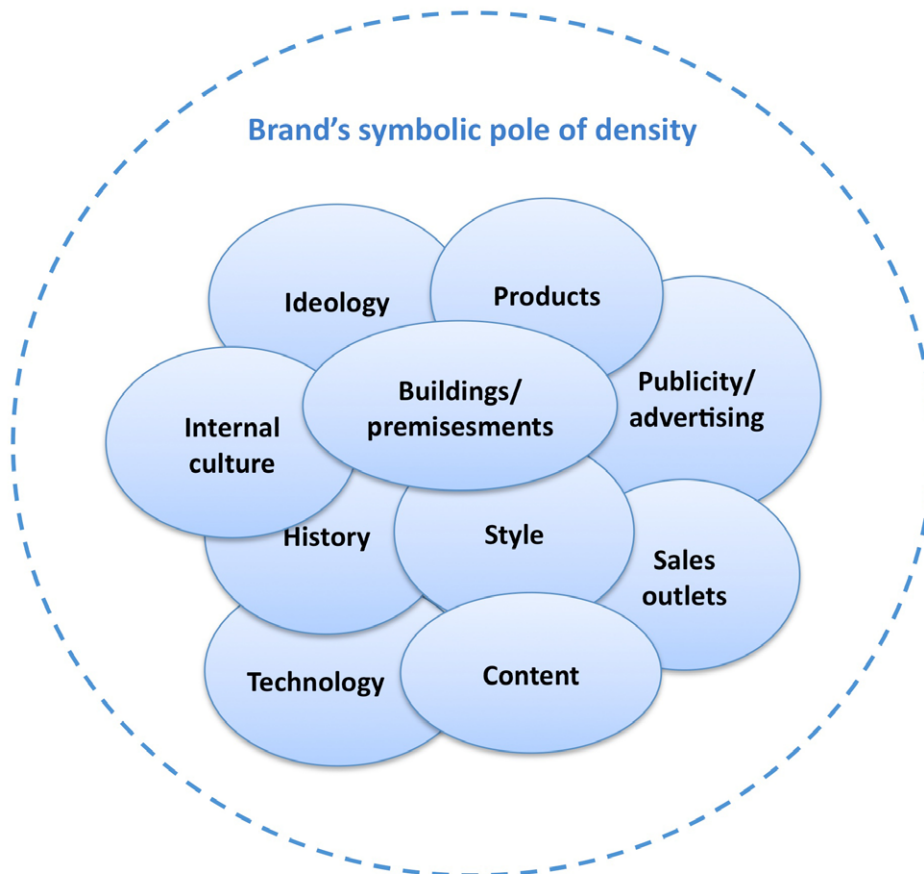 Brand's symbolic pole of density
Ideology
Products
Buildings/
premisesments
Publicity/
advertising
Internal
culture
History
Style
Sales
outlets
Technology
Content